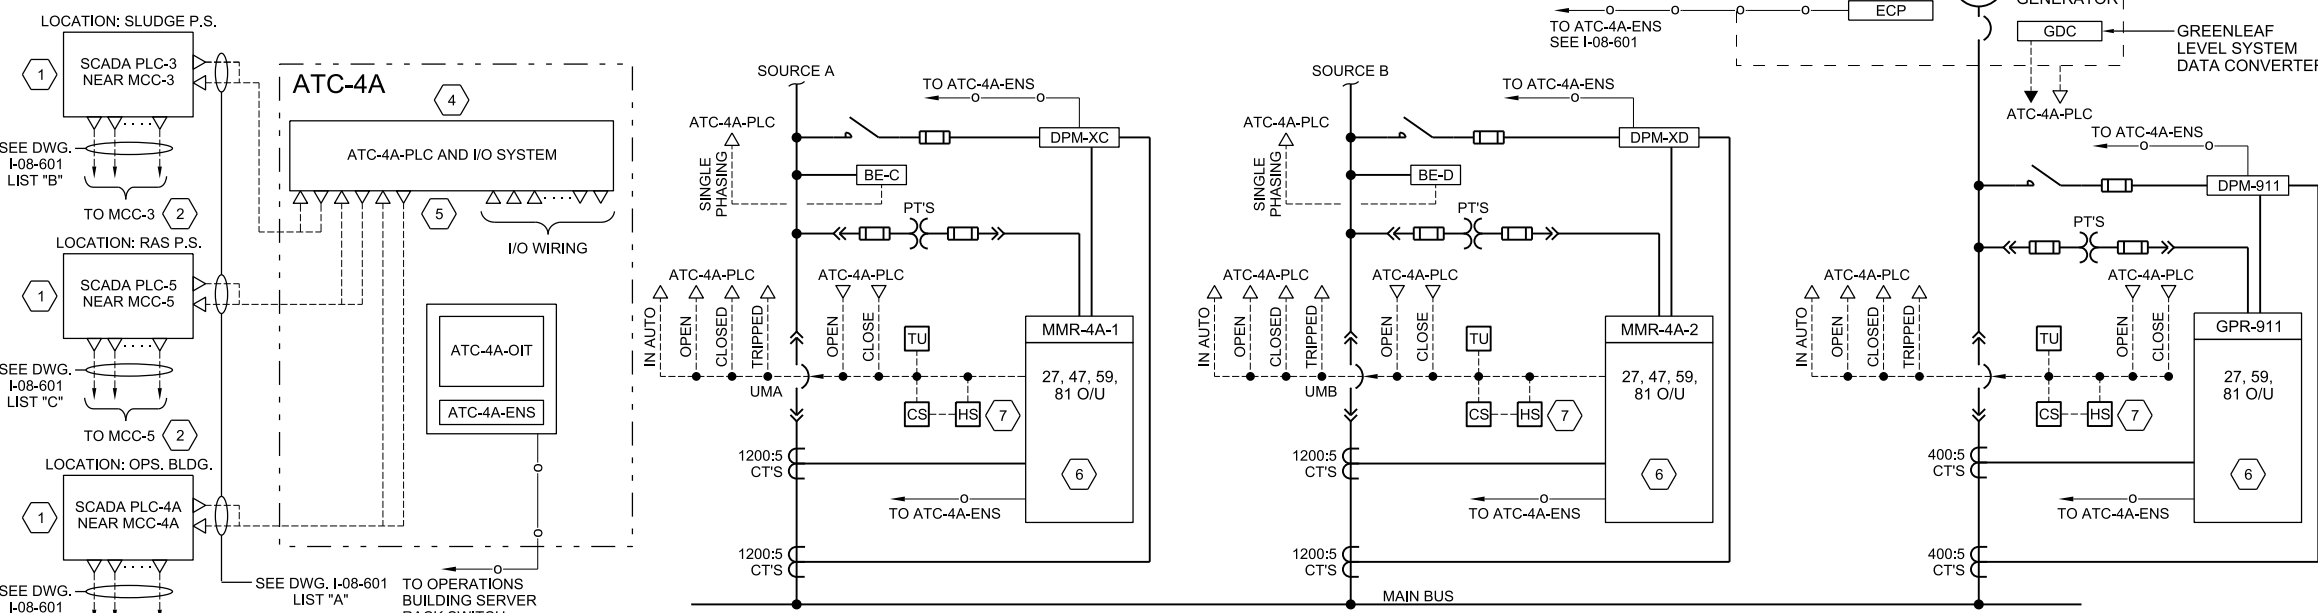 LOCATION: SLUDGE P.S.
SCADA PLC-3
NEAR MCC-3
1
SEE DWG.
I-08-601
LIST "B"
TO MCC-3
2
LOCATION: RAS P.S.
SCADA PLC-5
NEAR MCC-5
1
SEE DWG.
I-08-601
LIST "C"
TO MCC-5
2
LOCATION: OPS. BLDG.
SCADA PLC-4A
NEAR MCC-4A
1
SEE DWG.
I-08-601
SEE DWG. I-08-601
LIST "A"
ATC-4A
4
ATC-4A-PLC AND I/O SYSTEM
5
I/O WIRING
ATC-4A-OIT
ATC-4A-ENS
TO OPERATIONS
BUILDING SERVER
RACK SWITCH
SOURCE A
TO ATC-4A-ENS
ATC-4A-PLC
SINGLE
PHASING
DPM-XC
BE-C
PT'S
ATC-4A-PLC
ATC-4A-PLC
IN AUTO
OPEN
CLOSED
TRIPPED
OPEN
CLOSE
TU
UMA
CS
HS
7
MMR-4A-1
27, 47, 59,
81 O/U
6
1200:5
CT'S
TO ATC-4A-ENS
1200:5
CT'S
SOURCE B
TO ATC-4A-ENS
ATC-4A-PLC
SINGLE
PHASING
DPM-XD
BE-D
PT'S
ATC-4A-PLC
ATC-4A-PLC
IN AUTO
OPEN
CLOSED
TRIPPED
OPEN
CLOSE
TU
UMB
CS
HS
7
MMR-4A-2
27, 47, 59,
81 O/U
6
1200:5
CT'S
TO ATC-4A-ENS
1200:5
CT'S
MAIN BUS
TO ATC-4A-ENS
SEE I-08-601
ECP
GENERATOR
GDC
GREENLEAF
LEVEL SYSTEM
DATA CONVERTER
ATC-4A-PLC
TO ATC-4A-ENS
DPM-911
PT'S
ATC-4A-PLC
ATC-4A-PLC
IN AUTO
OPEN
CLOSED
TRIPPED
TU
OPEN
CLOSE
CS
HS
7
GPR-911
27, 59,
81 O/U
6
400:5
CT'S
TO ATC-4A-ENS
400:5
CT'S